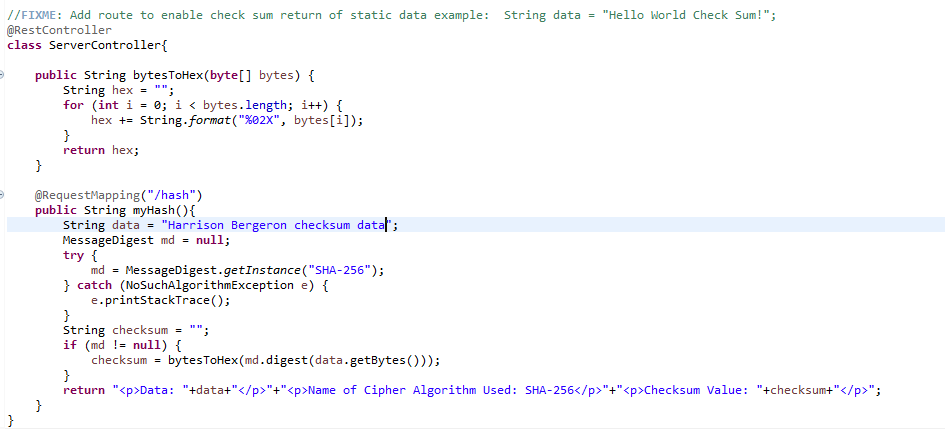 //FIXME: Add route to enable check sum return of static data example:  String data = "Hello World Check Sum!";
@RestController
class ServerController{
public String bytesToHex(byte[] bytes) {
String hex = "";
for (int i = 0; i < bytes.length; i++) {
hex += String.format("%02X", bytes[i]);
}
return hex;
}
@RequestMapping("/hash")
public String myHash(){
String data = "Harrison Bergeron checksum data";
MessageDigest md = null;
try {
md = MessageDigest.getInstance("SHA-256");
} catch (NoSuchAlgorithmException e) {
e.printStackTrace();
}
String checksum = "";
if (md != null) {
checksum = bytesToHex(md.digest(data.getBytes()));
}
return "<p>Data: "+data+"</p>"+"<p>Name of Cipher Algorithm Used: SHA-256</p>"+"<p>Checksum Value: "+checksum+"</p>";
}
}